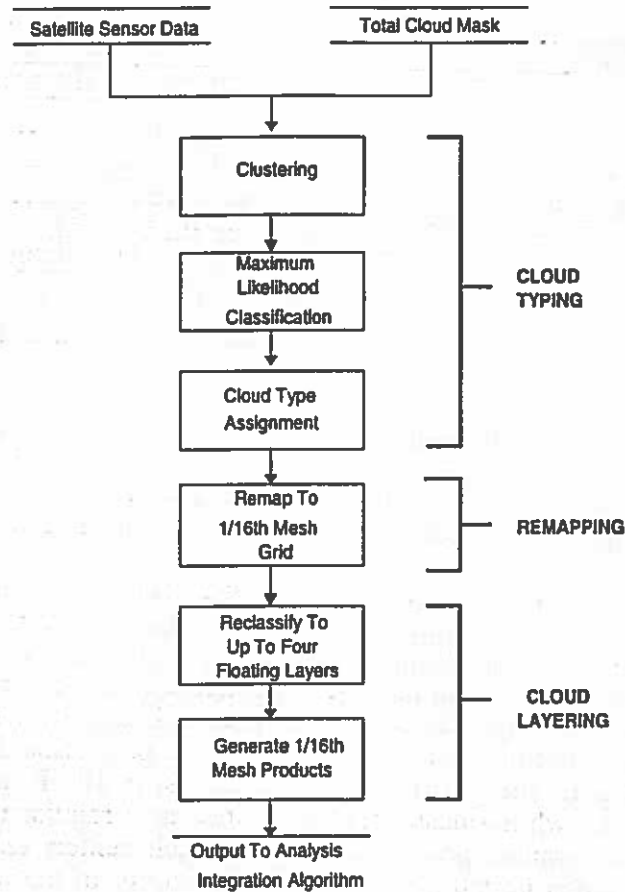 Satellite Sensor Data
Total Cloud Mask
Clustering
Maximum
Likelihood
Classification
CLOUD
TYPING
Cloud Type
Assignment
Remap To
1/16th Mesh
Grid
REMAPPING
Reclassify To
Up To Four
Floating Layers
CLOUD
LAYERING
Generate 1/16th
Mesh Products
Output To Analysis
Integration Algorithm